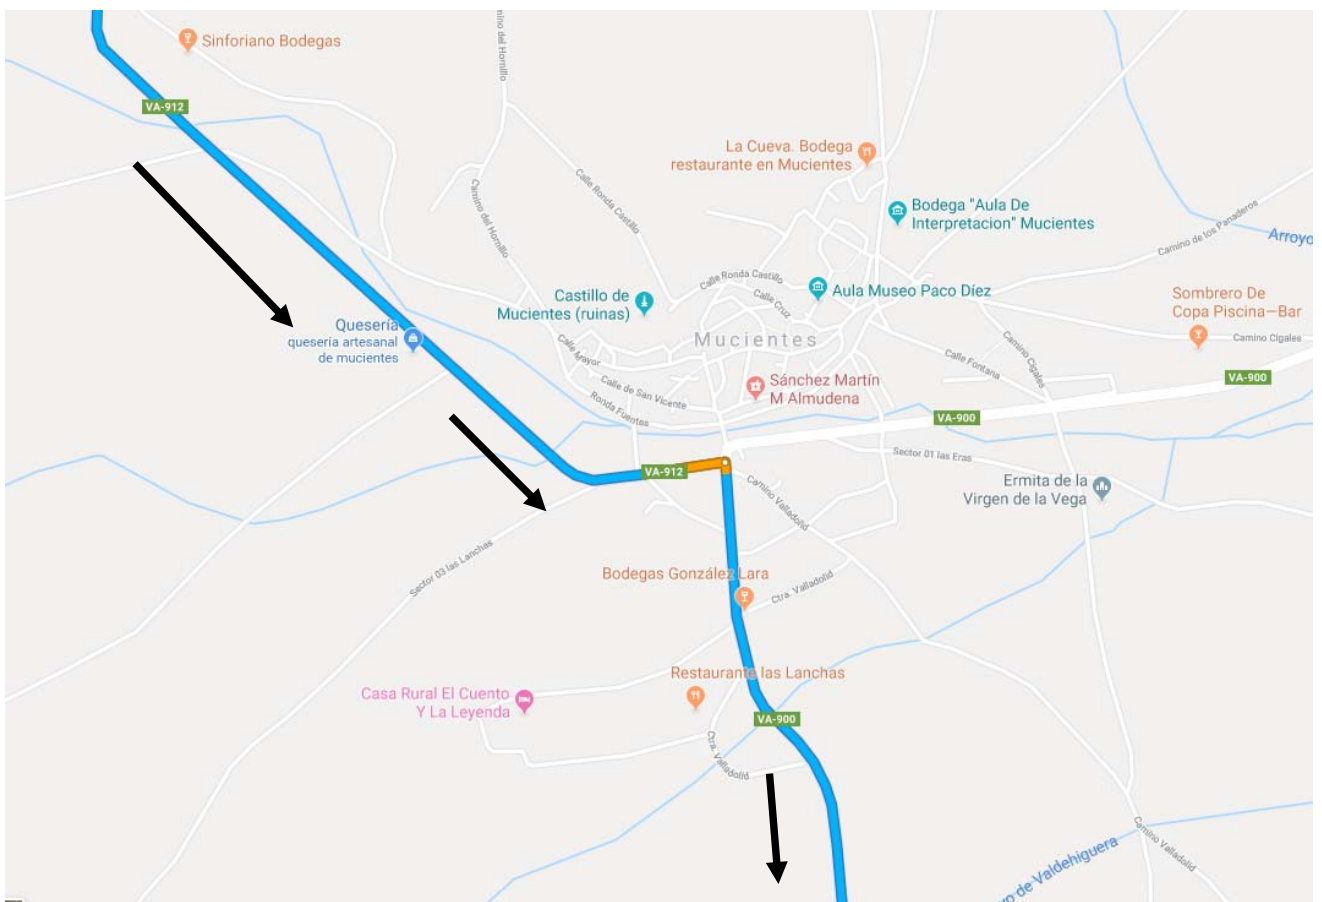 Sinforiano Bodegas
VA-912
Camino del Hornillo
Calle Ronda Castillo
La Cueva. Bodega
restaurante en Mucientes
Bodega "Aula De
Interpretacion" Mucientes
Camino de los Panaderos
Arroyo
Castillo de
Mucientes (ruinas)
Calle Ronda Castillo
Calle Cruz
Aula Museo Paco Díez
Sombrero De
Copa Piscina–Bar
Camino Cigales
Quesería
quesería artesanal
de mucientes
Mucientes
Calle Mayor
Calle de San Vicente
Ronda Fuentes
Sánchez Martín
M Almudena
Calle Fontana
Camino Cigales
VA-900
VA-900
Sector 01 las Eras
VA-912
Camino Valladolid
Ermita de la
Virgen de la Vega
Sector 03 las Lanchas
Bodegas González Lara
Ctra. Valladolid
Restaurante las Lanchas
Casa Rural El Cuento
Y La Leyenda
VA-900
Ctra. Valladolid
Camino Valladolid
yo de Valdehiguera